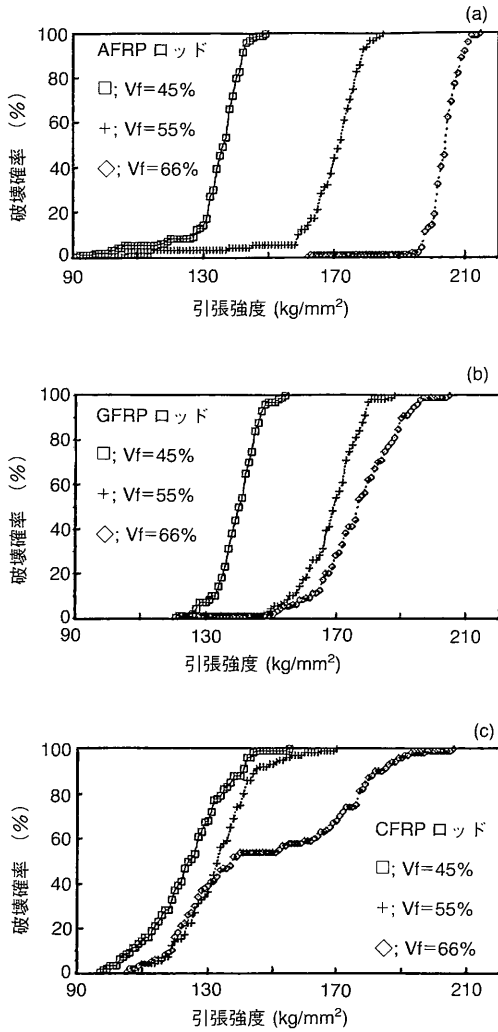 (a)
AFRP ロッド
□; Vf=45%
+; Vf=55%
◇; Vf=66%
破壊確率 (%)
100
80
60
40
20
0
90
130
170
210
引張強度 (kg/mm²)
(b)
GFRP ロッド
□; Vf=45%
+; Vf=55%
◇; Vf=66%
破壊確率 (%)
100
80
60
40
20
0
90
130
170
210
引張強度 (kg/mm²)
(c)
CFRP ロッド
□; Vf=45%
+; Vf=55%
◇; Vf=66%
破壊確率 (%)
100
80
60
40
20
0
90
130
170
210
引張強度 (kg/mm²)